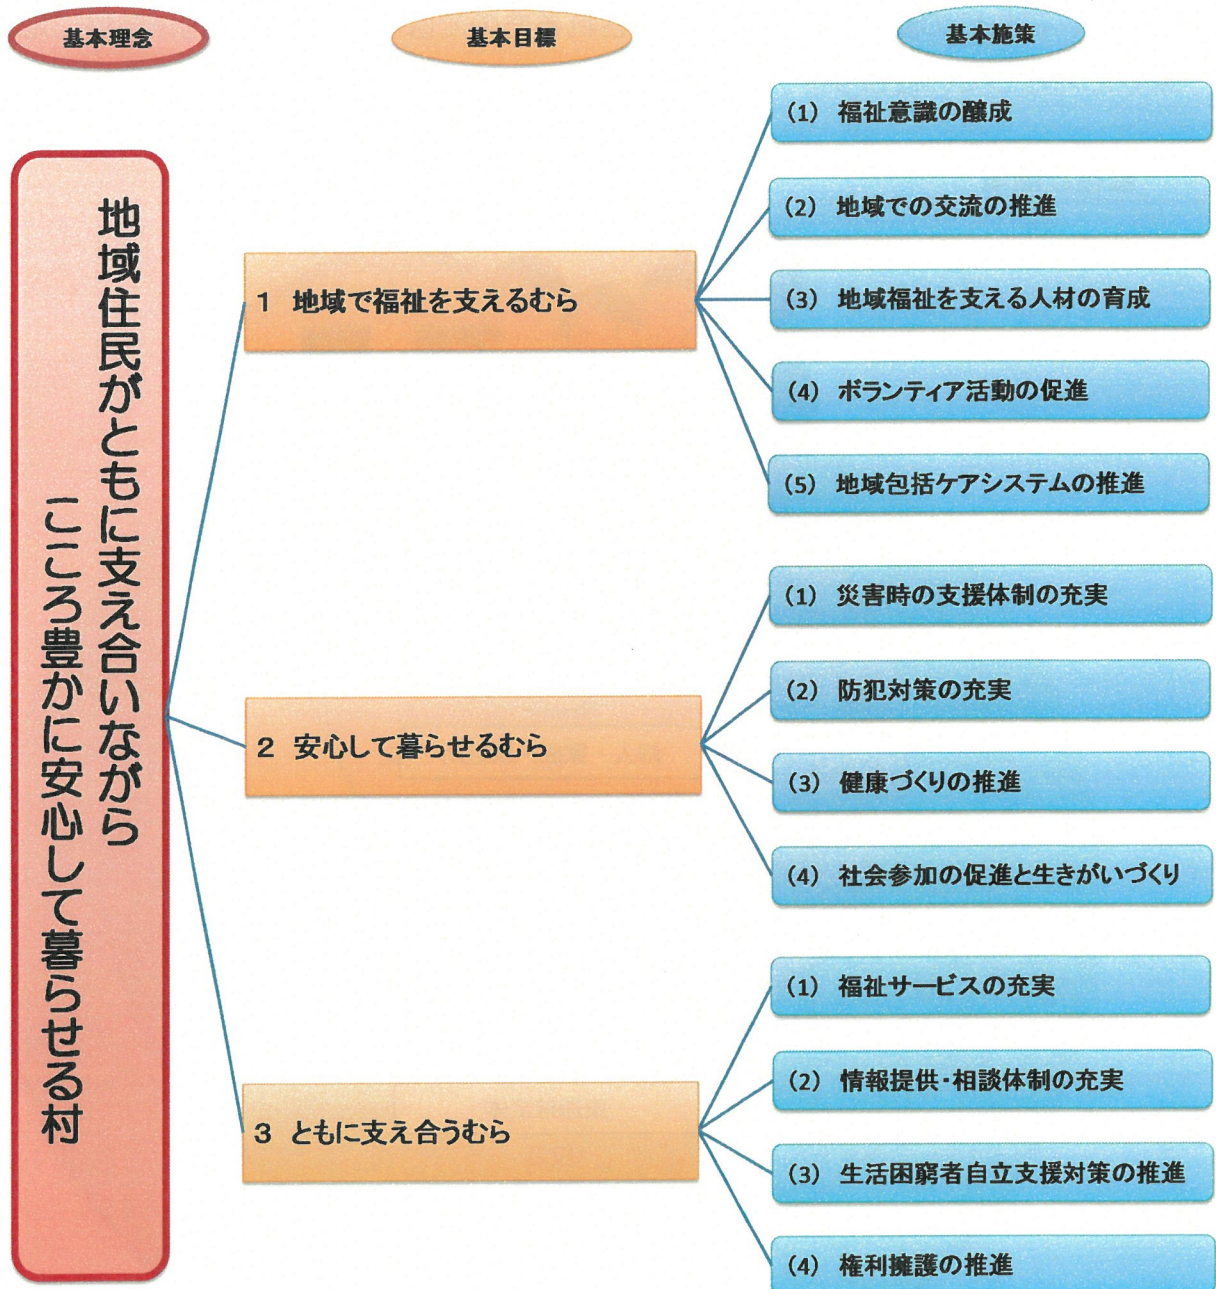 基本理念
基本目標
基本施策
地域住民がともに支え合いながら
こころ豊かに安心して暮らせる村
1 地域で福祉を支えるむら
(1) 福祉意識の醸成
(2) 地域での交流の推進
(3) 地域福祉を支える人材の育成
(4) ボランティア活動の促進
(5) 地域包括ケアシステムの推進
2 安心して暮らせるむら
(1) 災害時の支援体制の充実
(2) 防犯対策の充実
(3) 健康づくりの推進
(4) 社会参加の促進と生きがいづくり
3 ともに支え合うむら
(1) 福祉サービスの充実
(2) 情報提供・相談体制の充実
(3) 生活困窮者自立支援対策の推進
(4) 権利擁護の推進